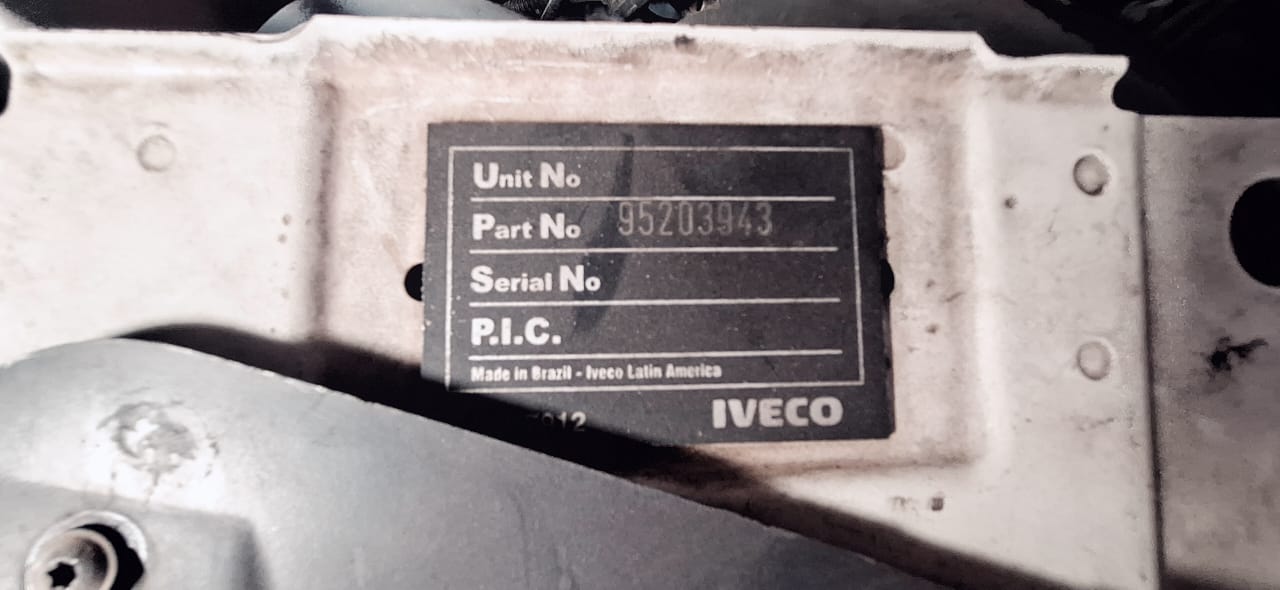 Unit No
Part No 95203943
Serial No
P.I.C.
Made in Brazil - Iveco Latin America
IVECO